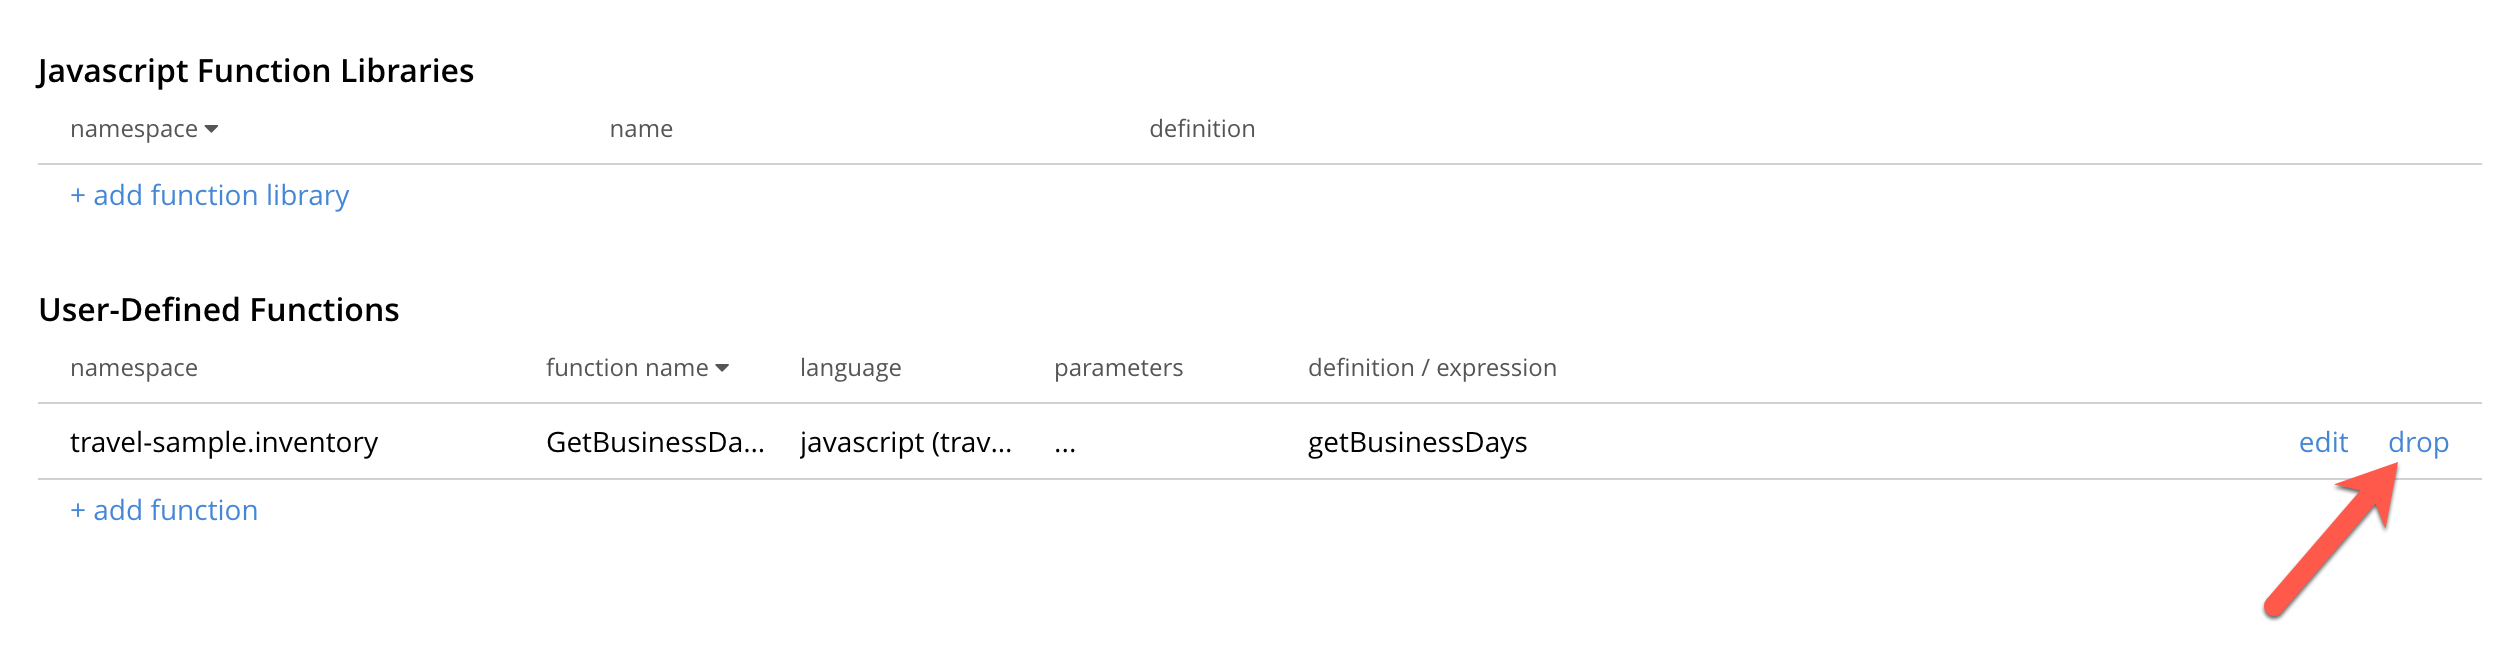 Javascript Function Libraries
namespace name definition
+ add function library
User-Defined Functions
namespace function name language parameters definition / expression
travel-sample.inventory GetBusinessDa... javascript (trav... ... getBusinessDays edit drop
+ add function